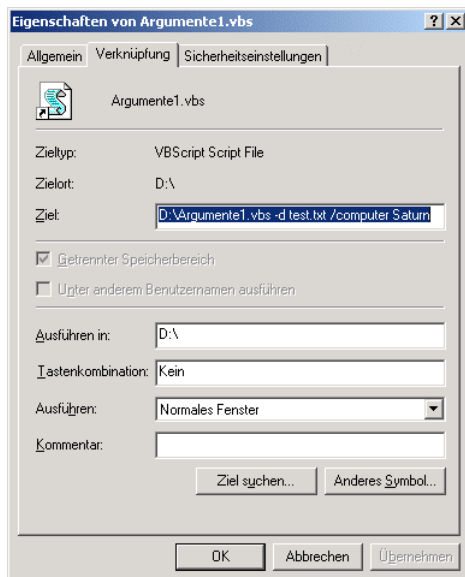 Eigenschaften von Argumente1.vbs
Allgemein Verknüpfung Sicherheitseinstellungen
Argumente1.vbs
Zieltyp: VBScript Script File
Zielort: D:\
Ziel: D:\Argumente1.vbs -d test.txt /computer Saturn
Getrennter Speicherbereich
Unter anderem Benutzernamen ausführen
Ausführen in: D:\
Tastenkombination: Kein
Ausführen: Normales Fenster
Kommentar:
Ziel suchen... Anderes Symbol...
OK Abbrechen Übernehmen